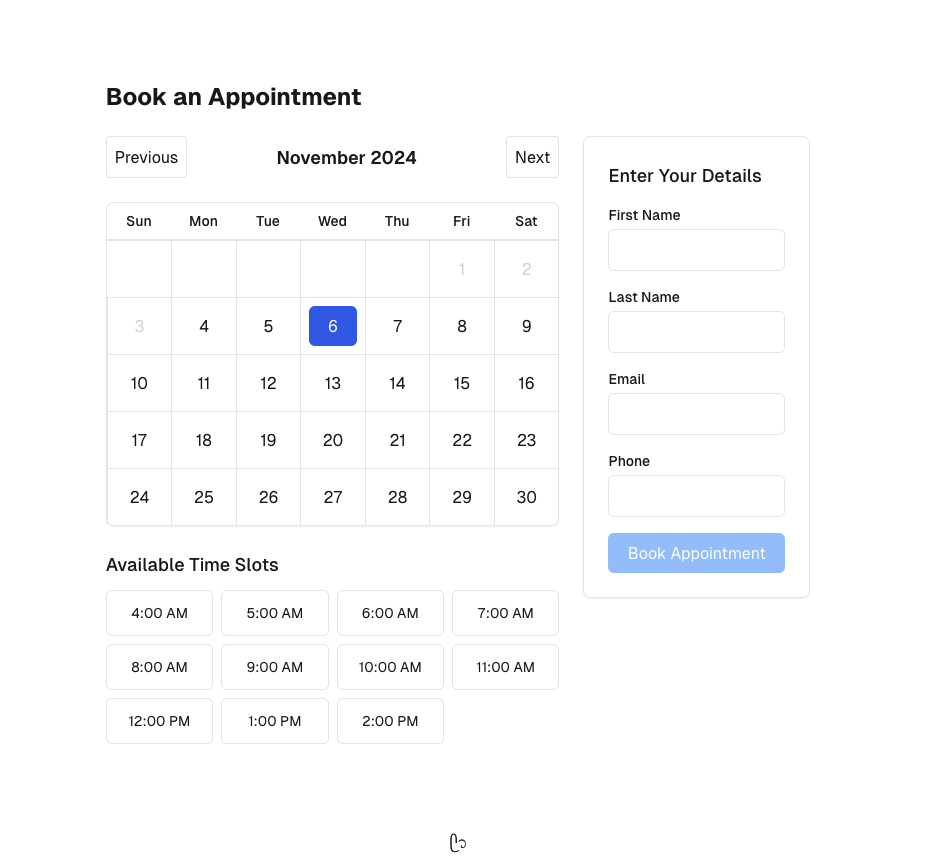 Book an Appointment
Previous November 2024 Next
Sun Mon Tue Wed Thu Fri Sat
1 2
3 4 5 6 7 8 9
10 11 12 13 14 15 16
17 18 19 20 21 22 23
24 25 26 27 28 29 30
Available Time Slots
4:00 AM 5:00 AM 6:00 AM 7:00 AM
8:00 AM 9:00 AM 10:00 AM 11:00 AM
12:00 PM 1:00 PM 2:00 PM
Enter Your Details
First Name
Last Name
Email
Phone
Book Appointment